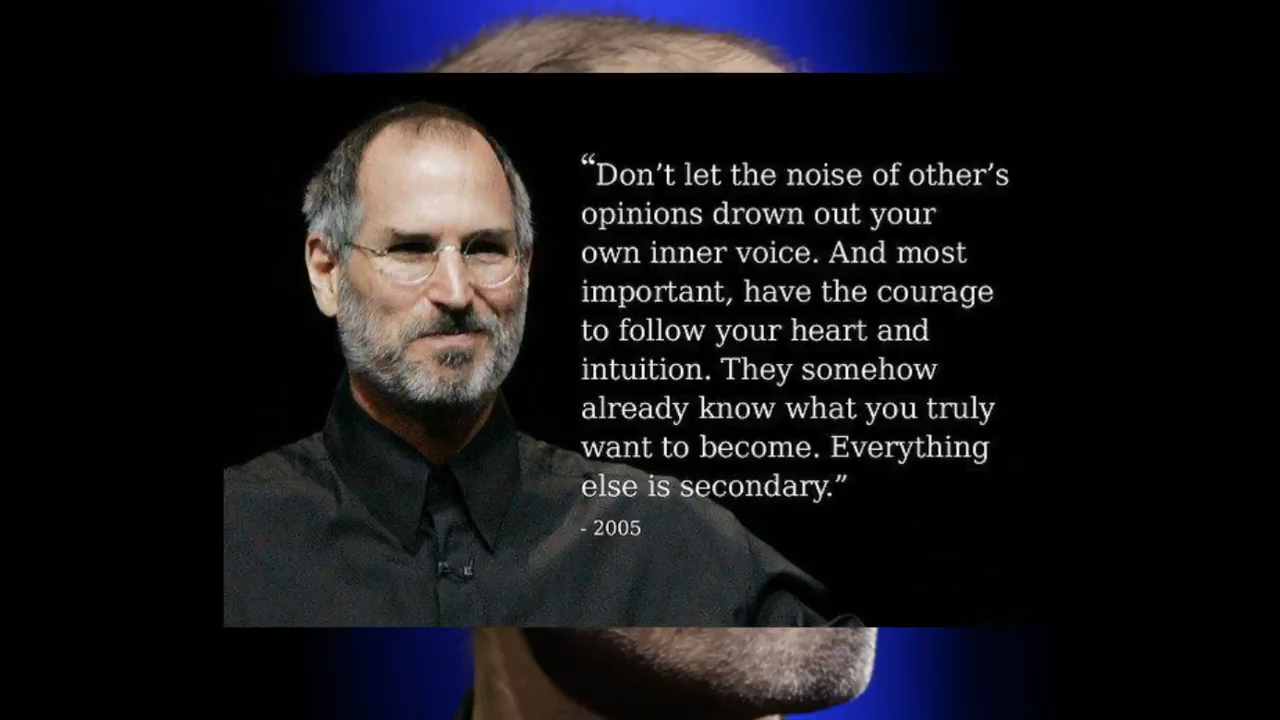 “Don’t let the noise of other’s
opinions drown out your
own inner voice. And most
important, have the courage
to follow your heart and
intuition. They somehow
already know what you truly
want to become. Everything
else is secondary.”
- 2005